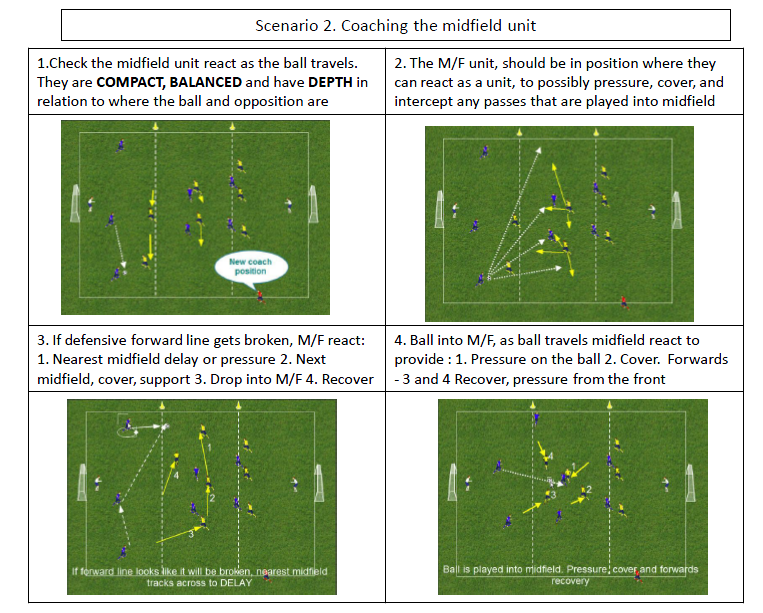 Scenario 2. Coaching the midfield unit
1.Check the midfield unit react as the ball travels.
They are COMPACT, BALANCED and have DEPTH in
relation to where the ball and opposition are
2. The M/F unit, should be in position where they
can react as a unit, to possibly pressure, cover, and
intercept any passes that are played into midfield
New coach
position
3. If defensive forward line gets broken, M/F react:
1. Nearest midfield delay or pressure 2. Next
midfield, cover, support 3. Drop into M/F 4. Recover
4. Ball into M/F, as ball travels midfield react to
provide : 1. Pressure on the ball 2. Cover.  Forwards
- 3 and 4 Recover, pressure from the front
1
4
2
3
If forward line looks like it will be broken, nearest midfield
tracks across to DELAY
4
1
3
2
Ball is played into midfield. Pressure, cover and forwards
recovery